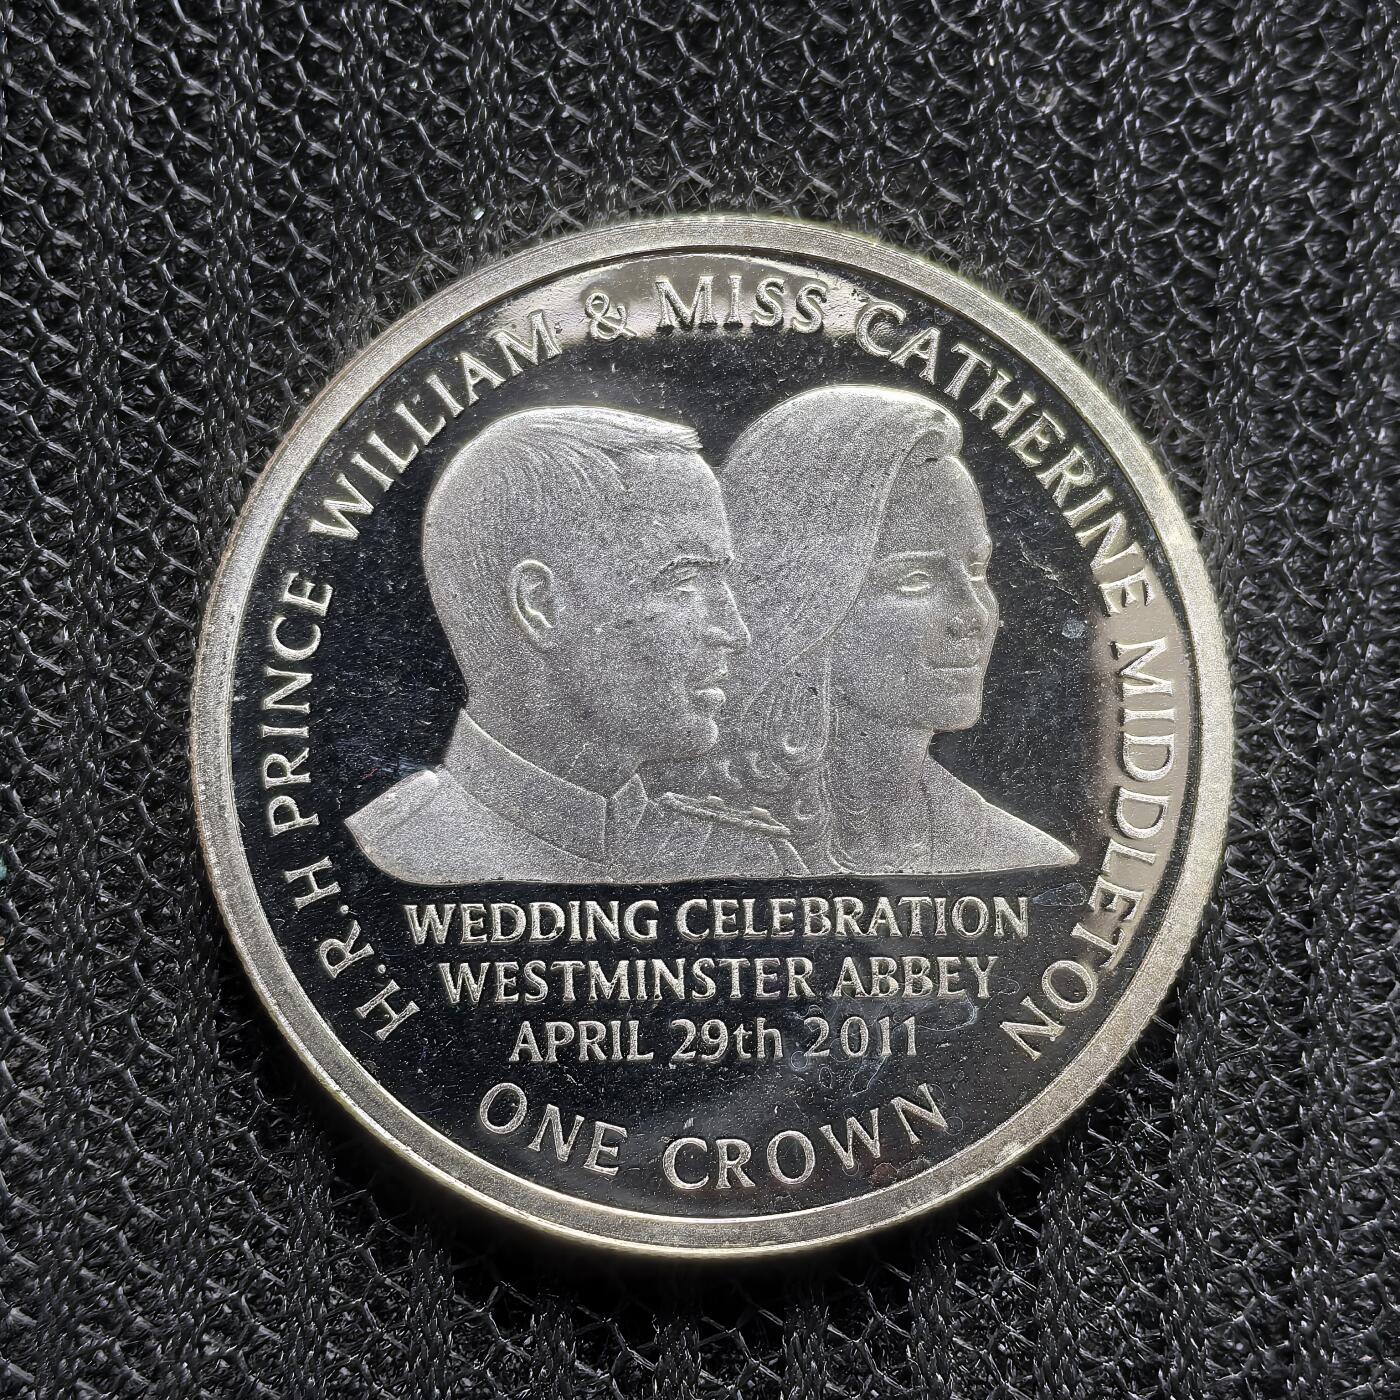 H.R.H PRINCE WILLIAM & MISS CATHERINE MIDDLETON
WEDDING CELEBRATION
WESTMINSTER ABBEY
APRIL 29th 2011
ONE CROWN